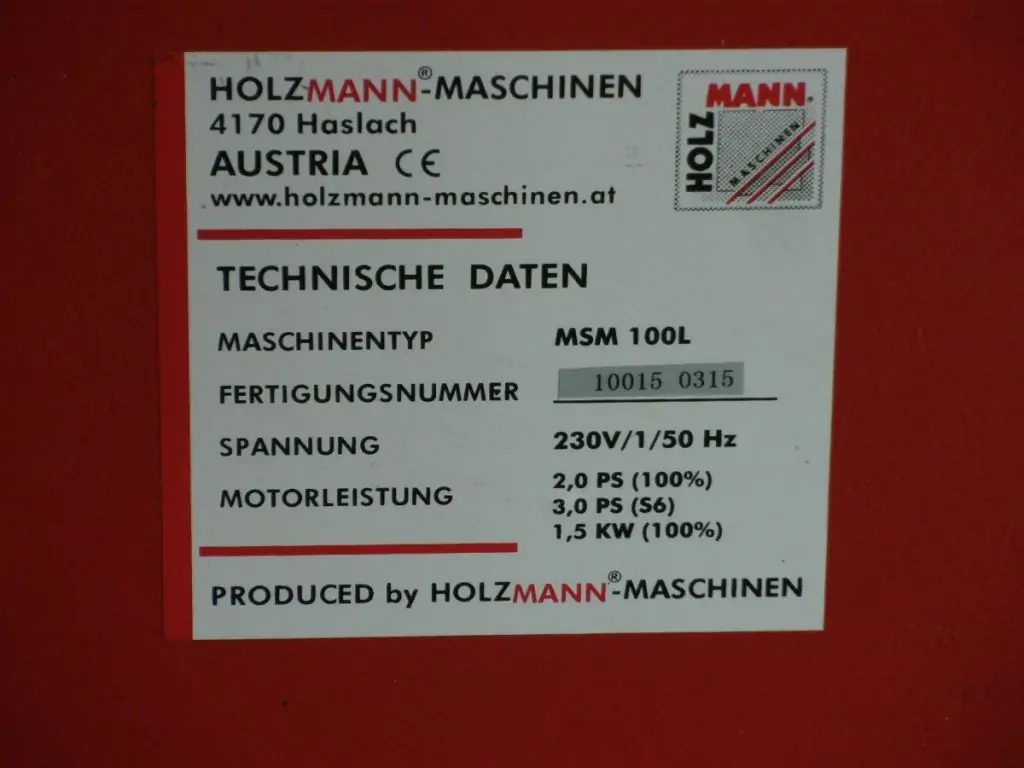 HOLZMANN®-MASCHINEN
4170 Haslach
AUSTRIA CE
www.holzmann-maschinen.at
HOLZ MANN®
MASCHINEN
TECHNISCHE DATEN
MASCHINENTYP MSM 100L
FERTIGUNGSNUMMER 10015 0315
SPANNUNG 230V/1/50 Hz
MOTORLEISTUNG 2,0 PS (100%)
3,0 PS (S6)
1,5 KW (100%)
PRODUCED by HOLZMANN®-MASCHINEN